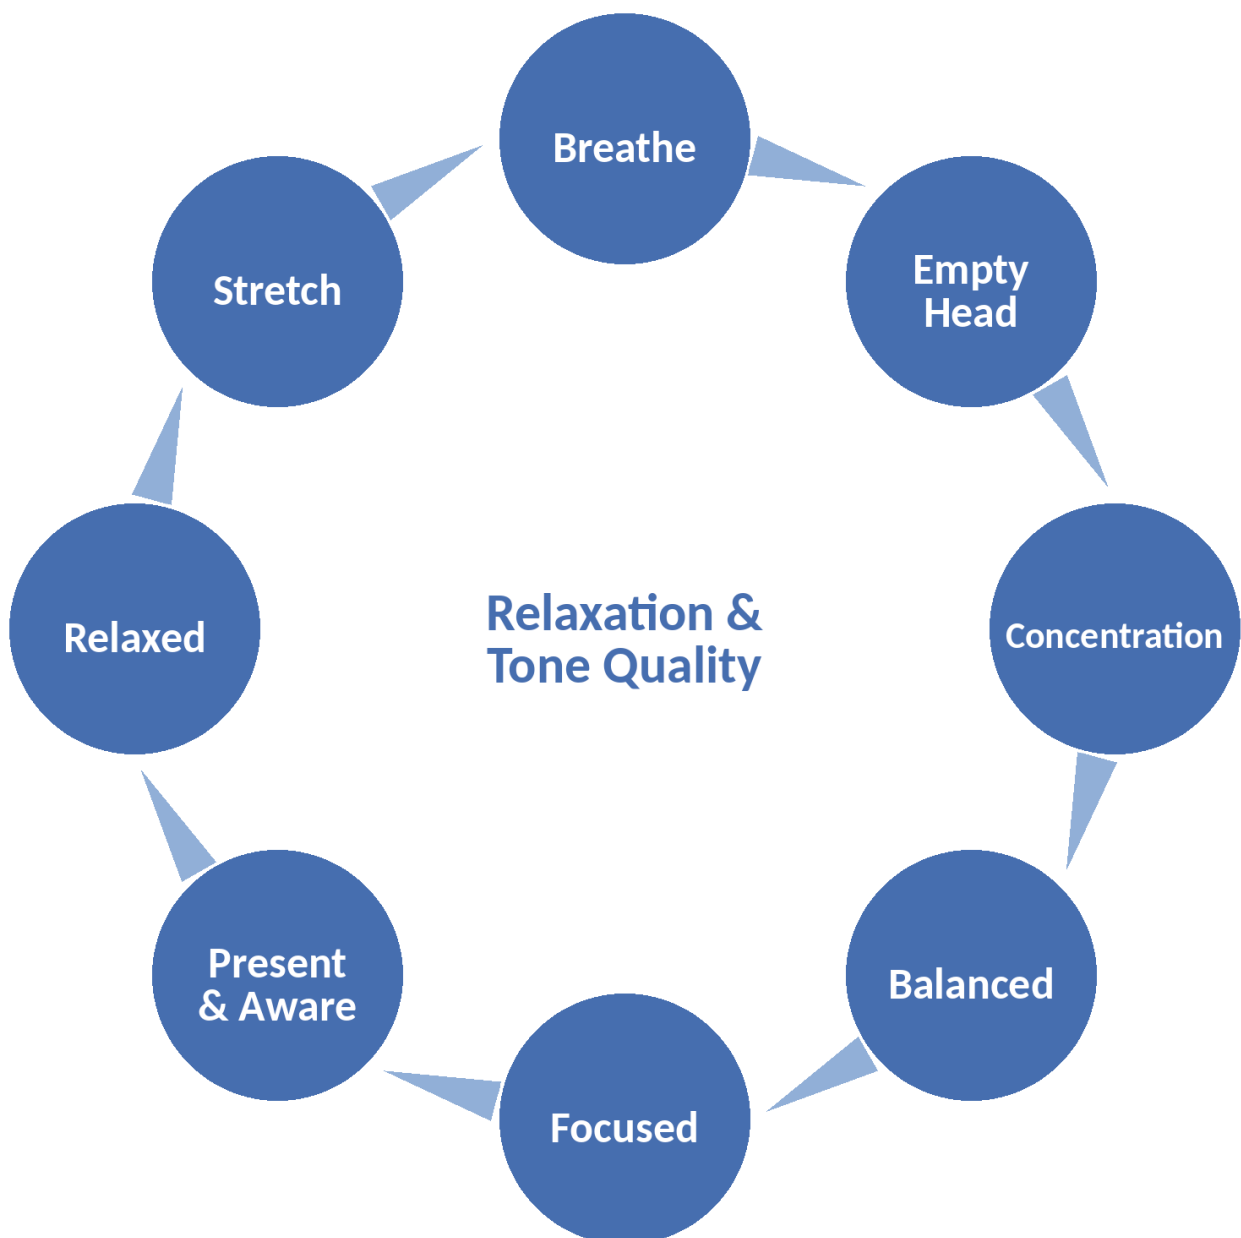 Breathe
Empty
Head
Concentration
Balanced
Focused
Present
& Aware
Relaxed
Stretch
Relaxation &
Tone Quality